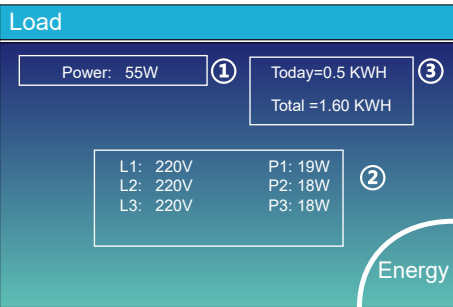 Load
Power: 55W ①
Today=0.5 KWH ③
Total =1.60 KWH
L1: 220V P1: 19W ②
L2: 220V P2: 18W
L3: 220V P3: 18W
Energy